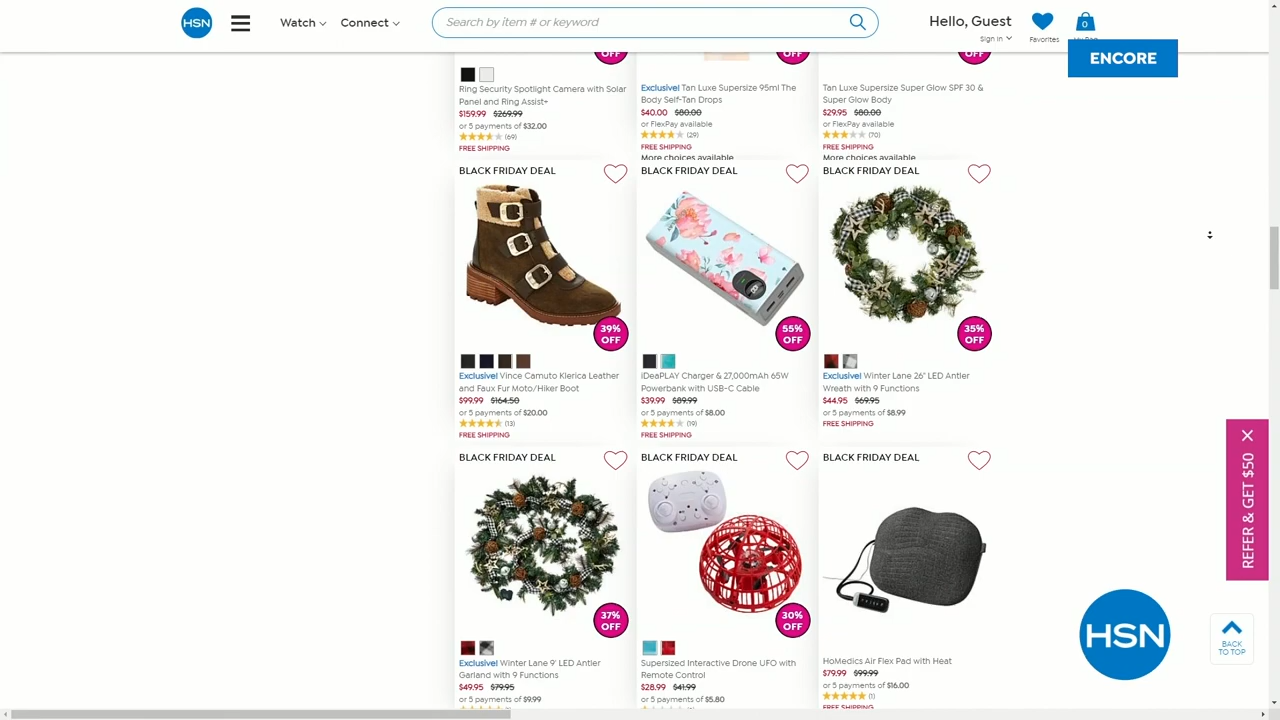 HSN
Watch
Connect
Search by item # or keyword
Hello, Guest
Sign In
Favorites
0
ENCORE
OFF
OFF
OFF
Ring Security Spotlight Camera with Solar
Panel and Ring Assist+
$159.99 $269.99
or 5 payments of $32.00
(69)
FREE SHIPPING
Exclusive! Tan Luxe Supersize 95ml The
Body Self-Tan Drops
$40.00 $80.00
or FlexPay available
(29)
FREE SHIPPING
More choices available
Tan Luxe Supersize Super Glow SPF 30 &
Super Glow Body
$29.95 $80.00
or FlexPay available
(70)
FREE SHIPPING
More choices available
BLACK FRIDAY DEAL
39%
OFF
Exclusive! Vince Camuto Klerica Leather
and Faux Fur Moto/Hiker Boot
$99.99 $164.50
or 5 payments of $20.00
(13)
FREE SHIPPING
BLACK FRIDAY DEAL
55%
OFF
iDeaPLAY Charger & 27,000mAh 65W
Powerbank with USB-C Cable
$39.99 $89.99
or 5 payments of $8.00
(19)
FREE SHIPPING
BLACK FRIDAY DEAL
35%
OFF
Exclusive! Winter Lane 26" LED Antler
Wreath with 9 Functions
$44.95 $69.95
or 5 payments of $8.99
FREE SHIPPING
BLACK FRIDAY DEAL
37%
OFF
Exclusive! Winter Lane 9' LED Antler
Garland with 9 Functions
$49.95 $79.95
or 5 payments of $9.99
BLACK FRIDAY DEAL
30%
OFF
Supersized Interactive Drone UFO with
Remote Control
$28.99 $41.99
or 5 payments of $5.80
BLACK FRIDAY DEAL
HoMedics Air Flex Pad with Heat
$79.99 $99.99
or 5 payments of $16.00
(1)
FREE SHIPPING
REFER & GET $50
HSN
BACK
TO TOP